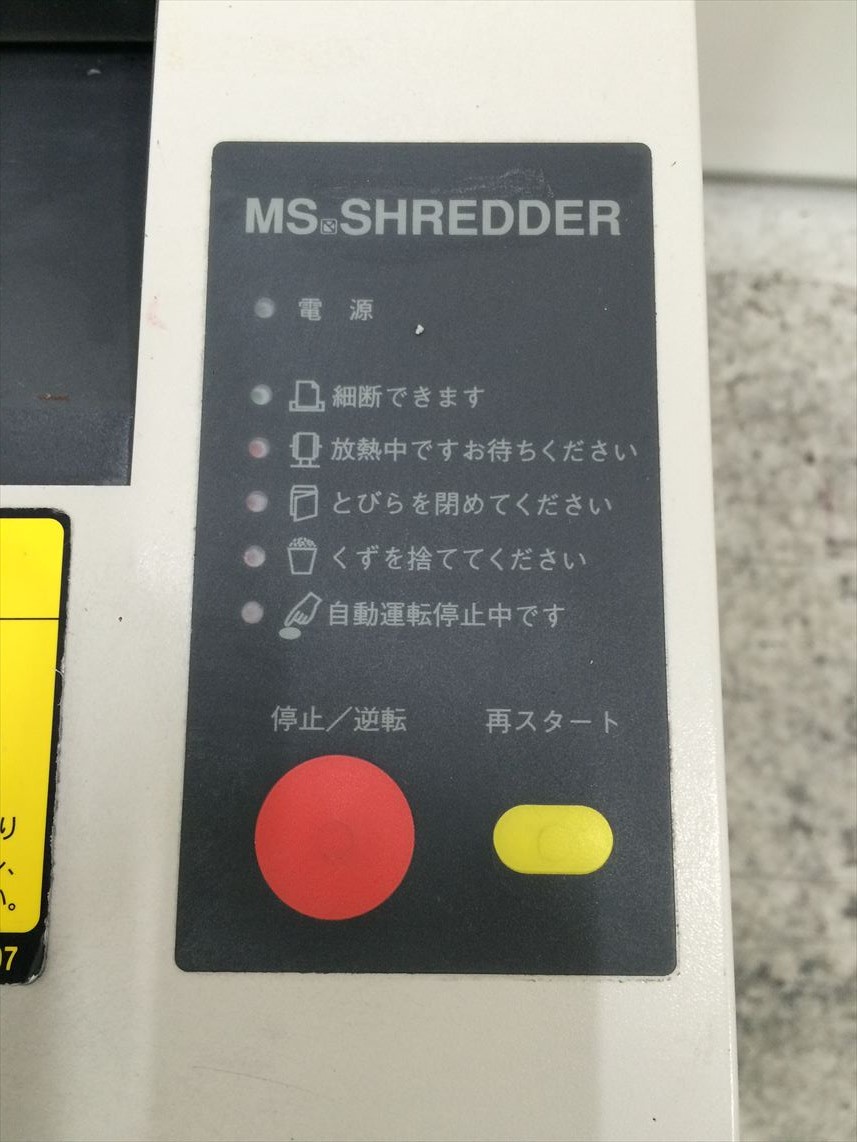 MS SHREDDER
電 源
細断できます
放熱中ですお待ちください
とびらを閉めてください
くずを捨ててください
自動運転停止中です
停止／逆転
再スタート
り
い。
07